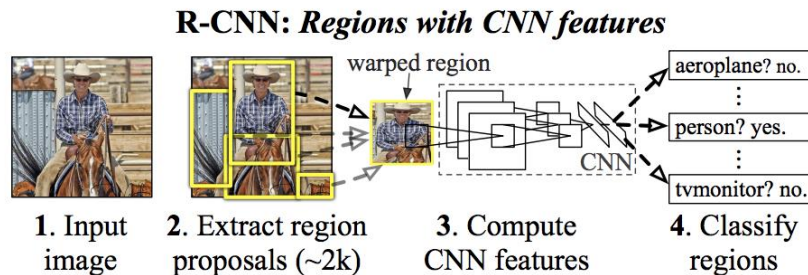 R-CNN: Regions with CNN features
warped region
aeroplane? no.
person? yes.
tvmonitor? no.
CNN
1. Input
image
2. Extract region
proposals (~2k)
3. Compute
CNN features
4. Classify
regions